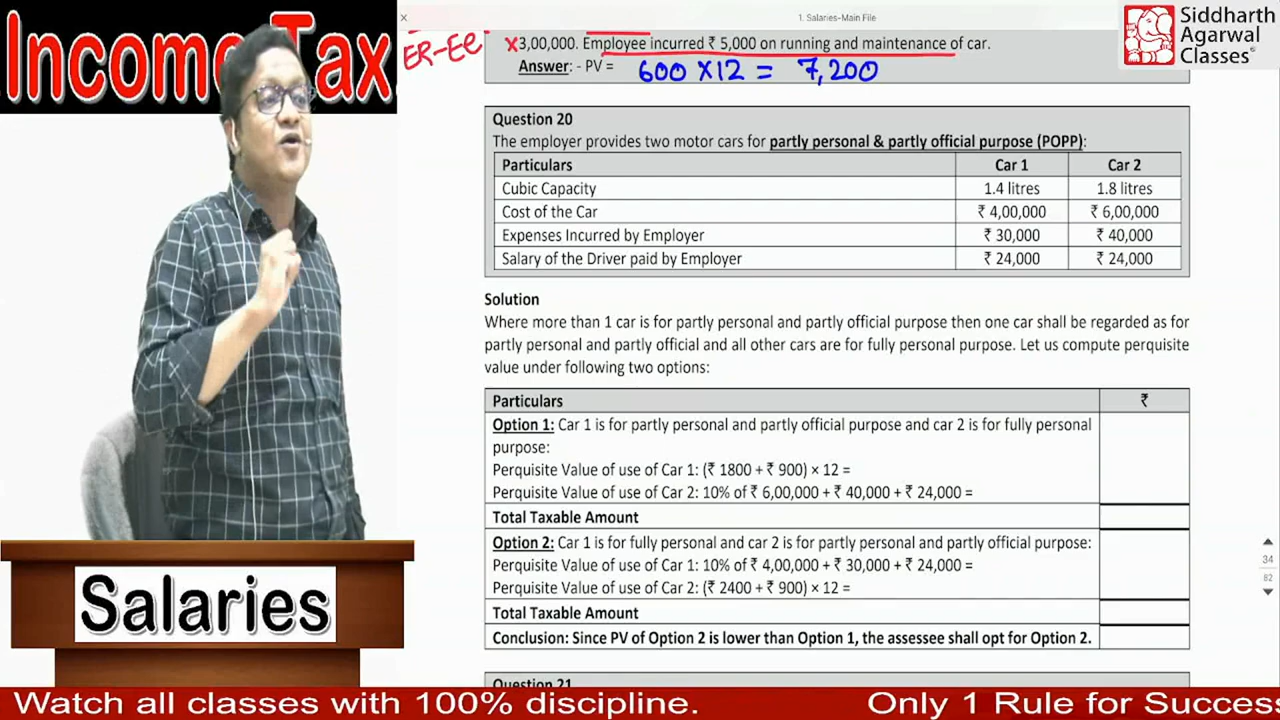 Income Tax
ER-Ee
1. Salaries-Main File
Siddharth
Agarwal
Classes
x3,00,000. Employee incurred ₹ 5,000 on running and maintenance of car.
Answer: - PV = 600 × 12 = 7,200
Question 20
The employer provides two motor cars for partly personal & partly official purpose (POPP):
Particulars Car 1 Car 2
Cubic Capacity 1.4 litres 1.8 litres
Cost of the Car ₹ 4,00,000 ₹ 6,00,000
Expenses Incurred by Employer ₹ 30,000 ₹ 40,000
Salary of the Driver paid by Employer ₹ 24,000 ₹ 24,000
Solution
Where more than 1 car is for partly personal and partly official purpose then one car shall be regarded as for
partly personal and partly official and all other cars are for fully personal purpose. Let us compute perquisite
value under following two options:
Particulars ₹
Option 1: Car 1 is for partly personal and partly official purpose and car 2 is for fully personal
purpose:
Perquisite Value of use of Car 1: (₹ 1800 + ₹ 900) × 12 =
Perquisite Value of use of Car 2: 10% of ₹ 6,00,000 + ₹ 40,000 + ₹ 24,000 =
Total Taxable Amount
Option 2: Car 1 is for fully personal and car 2 is for partly personal and partly official purpose:
Perquisite Value of use of Car 1: 10% of ₹ 4,00,000 + ₹ 30,000 + ₹ 24,000 =
Perquisite Value of use of Car 2: (₹ 2400 + ₹ 900) × 12 =
Total Taxable Amount
Conclusion: Since PV of Option 2 is lower than Option 1, the assessee shall opt for Option 2.
34
82
Question 21
Salaries
Watch all classes with 100% discipline. Only 1 Rule for Success